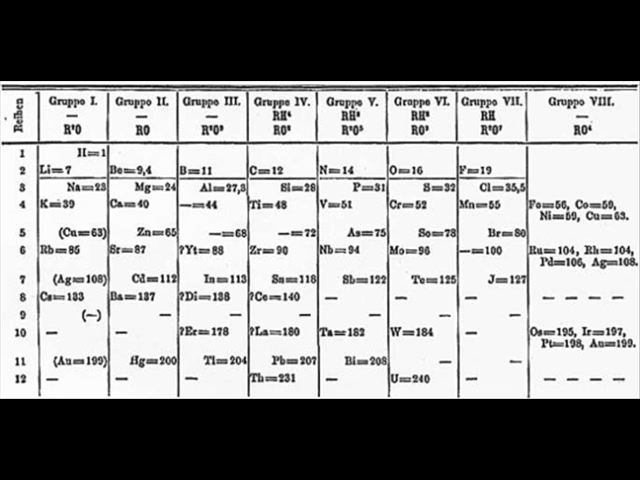 Reihen
Gruppe I. Gruppe II. Gruppe III. Gruppe IV. Gruppe V. Gruppe VI. Gruppe VII. Gruppe VIII.
— — — RH⁴ RH³ RH² RH —
R²O RO R²O³ RO² R²O⁵ RO³ R²O⁷ RO⁴
1 H=1
2 Li=7 Be=9,4 B=11 C=12 N=14 O=16 F=19
3 Na=23 Mg=24 Al=27,3 Si=28 P=31 S=32 Cl=35,5
4 K=39 Ca=40 —=44 Ti=48 V=51 Cr=52 Mn=55 Fo=56, Co=59,
Ni=59, Cu=63.
5 (Cu=63) Zn=65 —=68 —=72 As=75 So=78 Br=80
6 Rb=85 Sr=87 ?Yt=88 Zr=90 Nb=94 Mo=96 —=100 Ru=104, Rh=104,
Pd=106, Ag=108.
7 (Ag=108) Cd=112 In=113 Sn=118 Sb=122 Te=125 J=127
8 Cs=133 Ba=137 ?Di=138 ?Ce=140 — — — — — — —
9 (—) — — — — — —
10 — — ?Er=178 ?La=180 Ta=182 W=184 — Os=195, Ir=197,
Pt=198, Au=199.
11 (Au=199) Hg=200 Tl=204 Pb=207 Bi=208 — —
12 — — — Th=231 — U=240 — — — — —